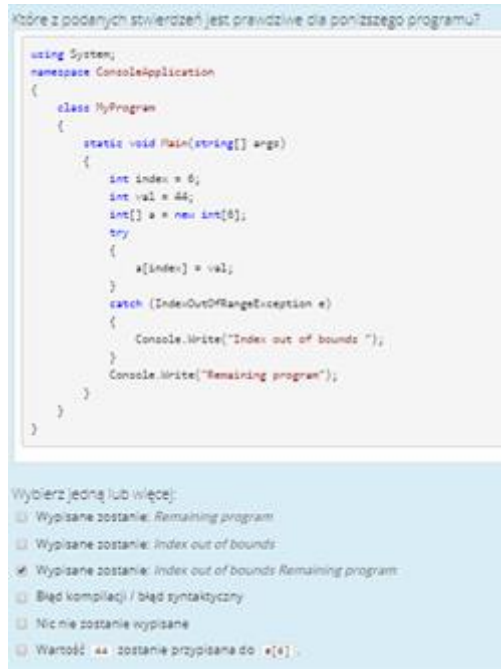 Które z podanych stwierdzeń jest prawdziwe dla poniższego programu?
using System;
namespace ConsoleApplication
{
class MyProgram
{
static void Main(string[] args)
{
int index = 6;
int val = 44;
int[] a = new int[6];
try
{
a[index] = val;
}
catch (IndexOutOfRangeException e)
{
Console.Write("Index out of bounds ");
}
Console.Write("Remaining program");
}
}
}
Wybierz jedną lub więcej:
Wypisane zostanie: Remaining program
Wypisane zostanie: Index out of bounds
Wypisane zostanie: Index out of bounds Remaining program
Błąd kompilacji / błąd syntaktyczny
Nic nie zostanie wypisane
Wartość 44 zostanie przypisana do a[6] .